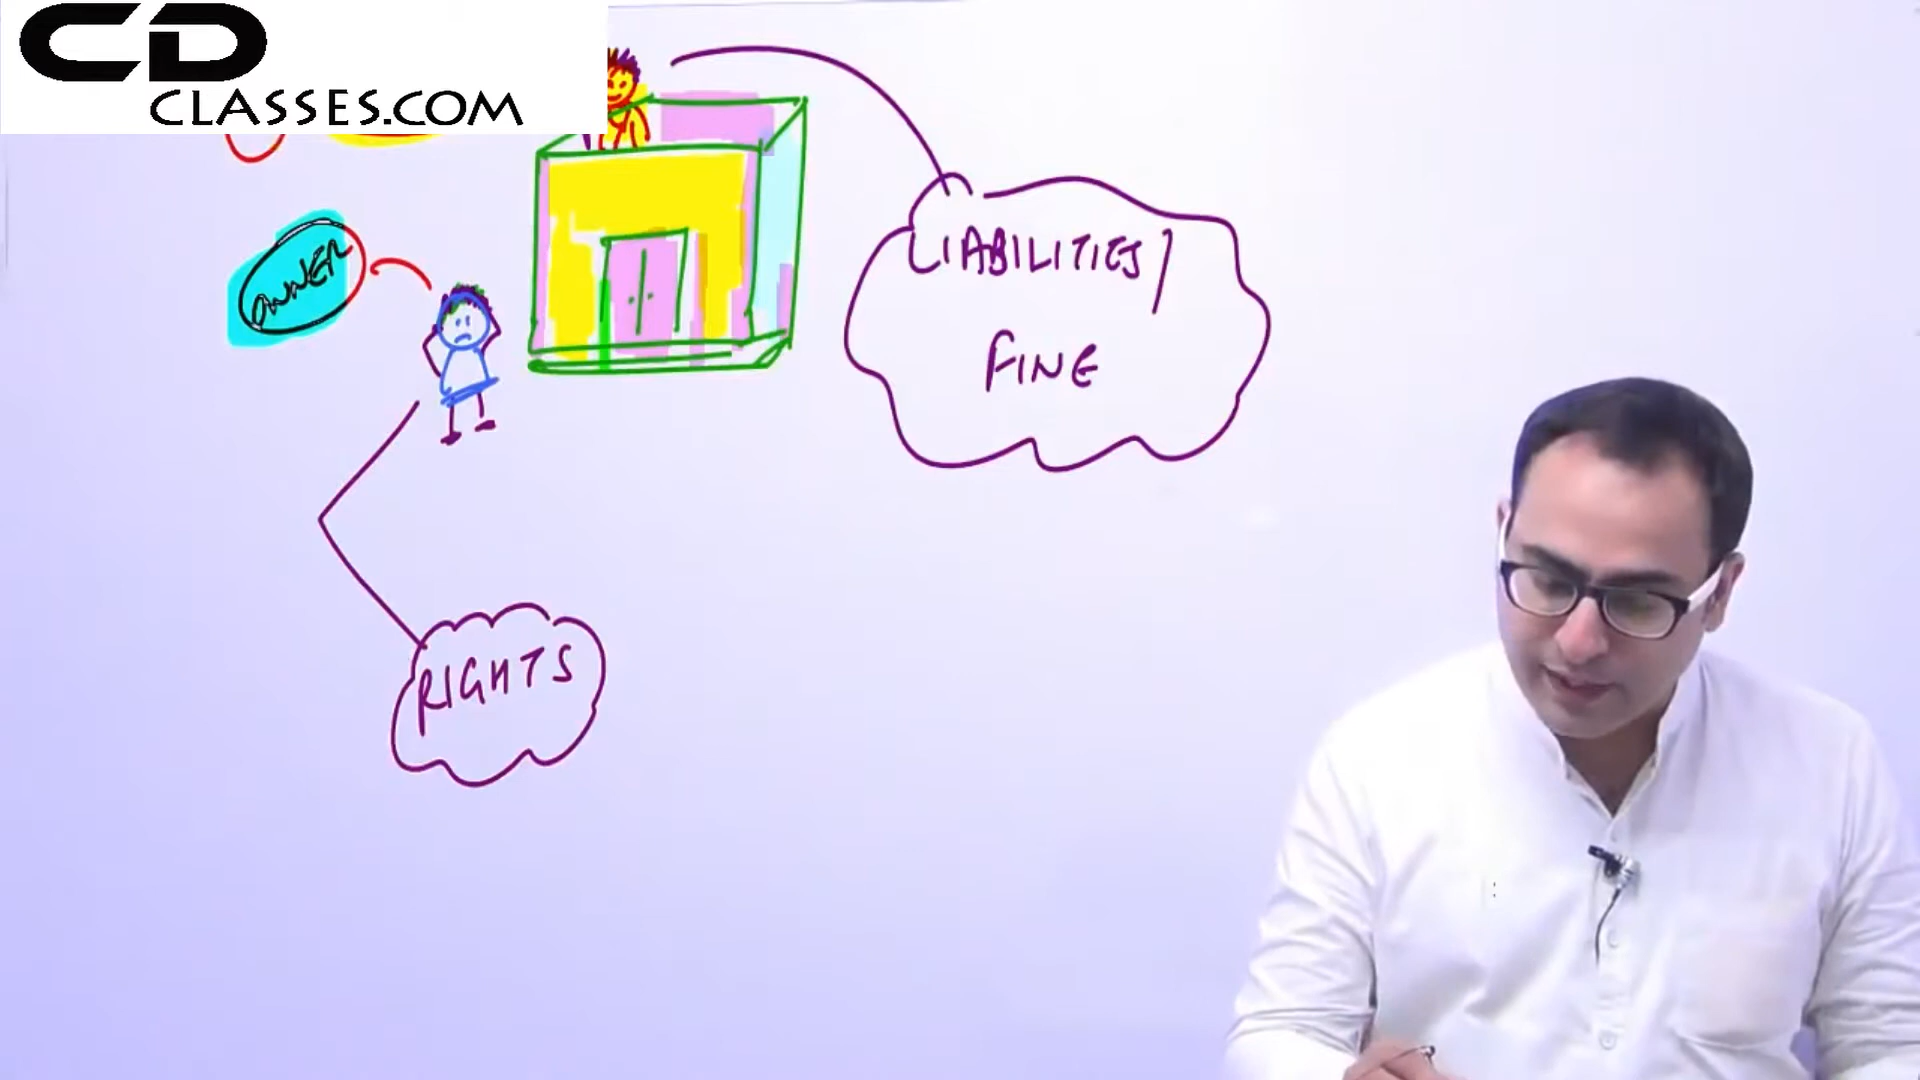 CD
CLASSES.COM
OWNER
LIABILITIES/
FINE
RIGHTS